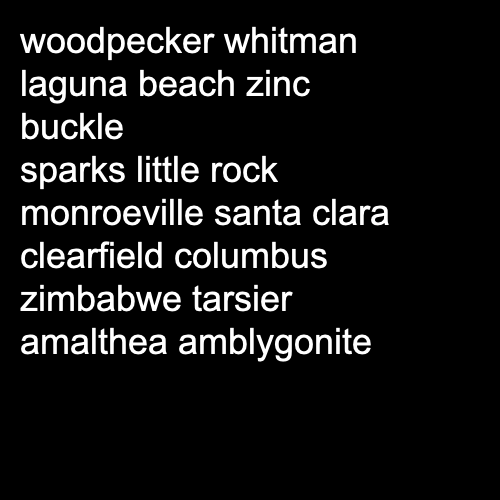 woodpecker whitman
laguna beach zinc
buckle
sparks little rock
monroeville santa clara
clearfield columbus
zimbabwe tarsier
amalthea amblygonite